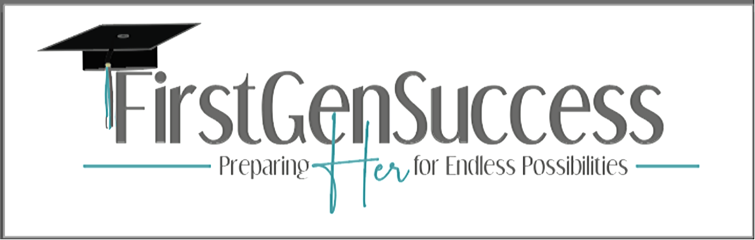 FirstGenSuccess
Preparing Her for Endless Possibilities